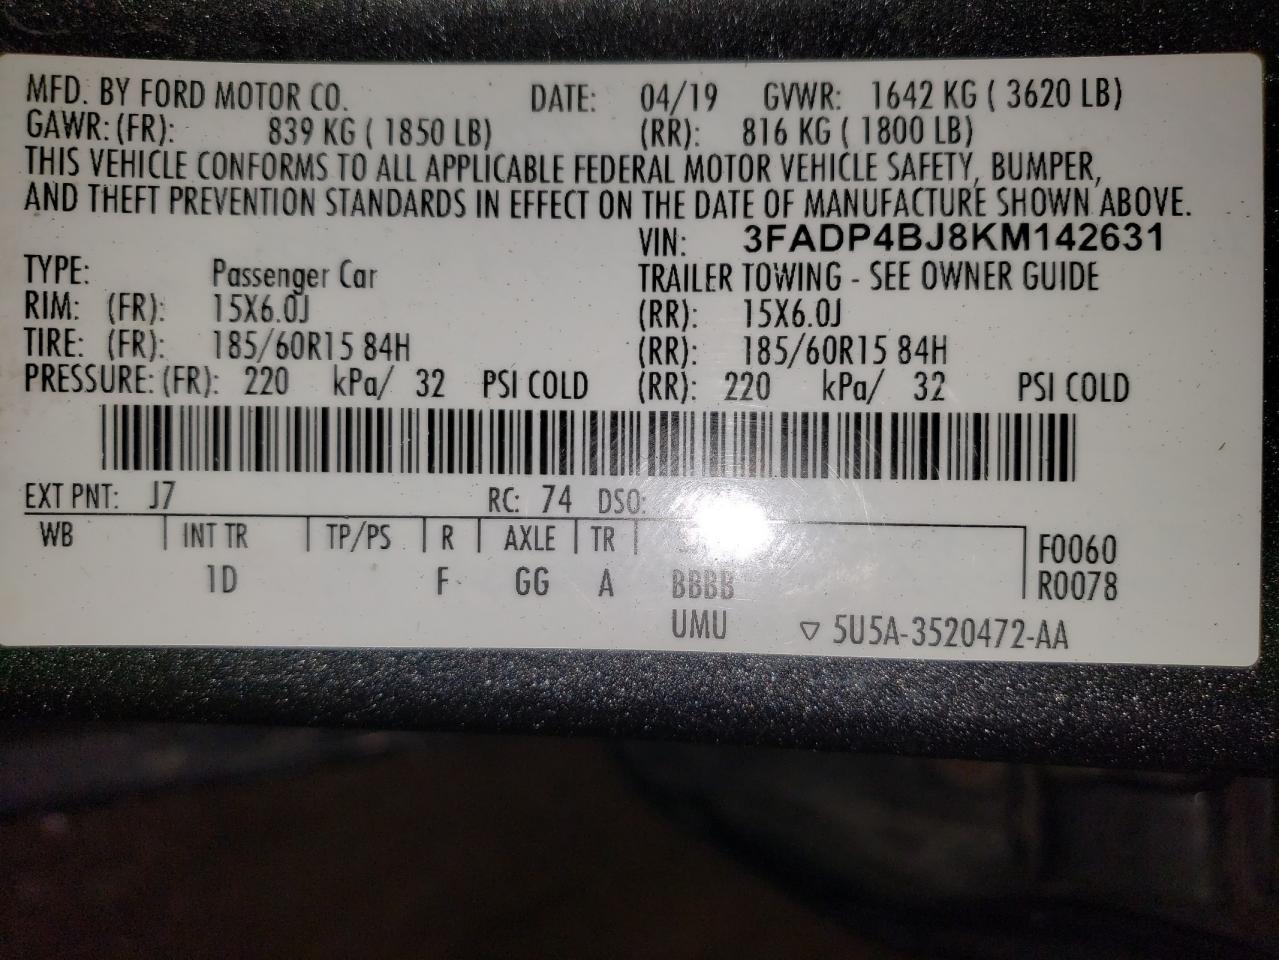 MFD. BY FORD MOTOR CO. DATE: 04/19 GVWR: 1642 KG ( 3620 LB)
GAWR: (FR): 839 KG ( 1850 LB) (RR): 816 KG ( 1800 LB)
THIS VEHICLE CONFORMS TO ALL APPLICABLE FEDERAL MOTOR VEHICLE SAFETY, BUMPER,
AND THEFT PREVENTION STANDARDS IN EFFECT ON THE DATE OF MANUFACTURE SHOWN ABOVE.
VIN: 3FADP4BJ8KM142631
TYPE: Passenger Car TRAILER TOWING - SEE OWNER GUIDE
RIM: (FR): 15X6.0J (RR): 15X6.0J
TIRE: (FR): 185/60R15 84H (RR): 185/60R15 84H
PRESSURE: (FR): 220 kPa/ 32 PSI COLD (RR): 220 kPa/ 32 PSI COLD
EXT PNT: J7 RC: 74 DSO:
WB INT TR TP/PS R AXLE TR F0060
1D F GG A BBBB R0078
UMU ▽ 5U5A-3520472-AA